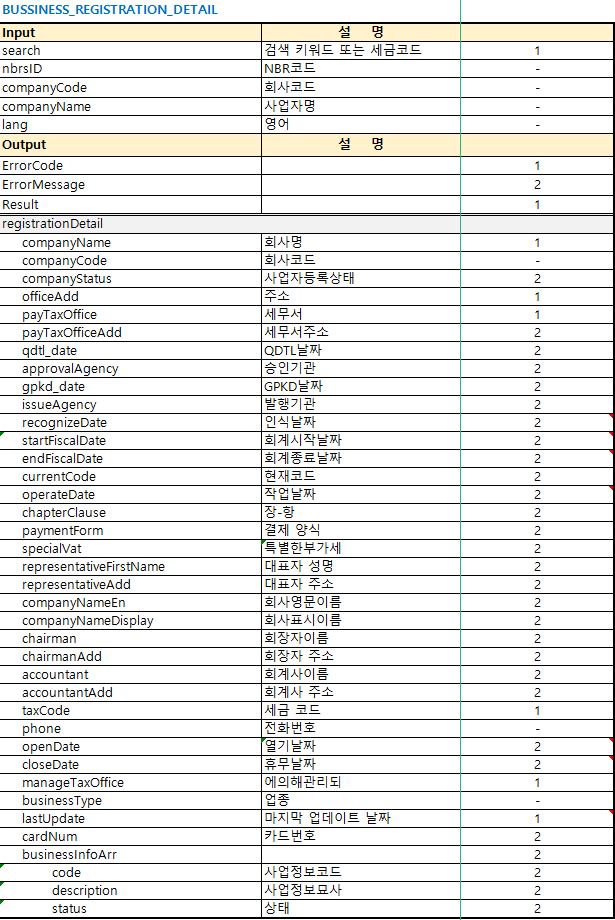 BUSSINESS_REGISTRATION_DETAIL
Input 설 명
search 검색 키워드 또는 세금코드 1
nbrsID NBR코드 -
companyCode 회사코드 -
companyName 사업자명 -
lang 영어 -
Output 설 명
ErrorCode 1
ErrorMessage 2
Result 1
registrationDetail
companyName 회사명 1
companyCode 회사코드 -
companyStatus 사업자등록상태 2
officeAdd 주소 1
payTaxOffice 세무서 1
payTaxOfficeAdd 세무서주소 2
qdtl_date QDTL날짜 2
approvalAgency 승인기관 2
gpkd_date GPKD날짜 2
issueAgency 발행기관 2
recognizeDate 인식날짜 2
startFiscalDate 회계시작날짜 2
endFiscalDate 회계종료날짜 2
currentCode 현재코드 2
operateDate 작업날짜 2
chapterClause 장-항 2
paymentForm 결제 양식 2
specialVat 특별한부가세 2
representativeFirstName 대표자 성명 2
representativeAdd 대표자 주소 2
companyNameEn 회사영문이름 2
companyNameDisplay 회사표시이름 2
chairman 회장자이름 2
chairmanAdd 회장자 주소 2
accountant 회계사이름 2
accountantAdd 회계사 주소 2
taxCode 세금 코드 1
phone 전화번호 -
openDate 열기날짜 2
closeDate 휴무날짜 2
manageTaxOffice 에의해관리되 1
businessType 업종 -
lastUpdate 마지막 업데이트 날짜 1
cardNum 카드번호 2
businessInfoArr 2
code 사업정보코드 2
description 사업정보묘사 2
status 상태 2